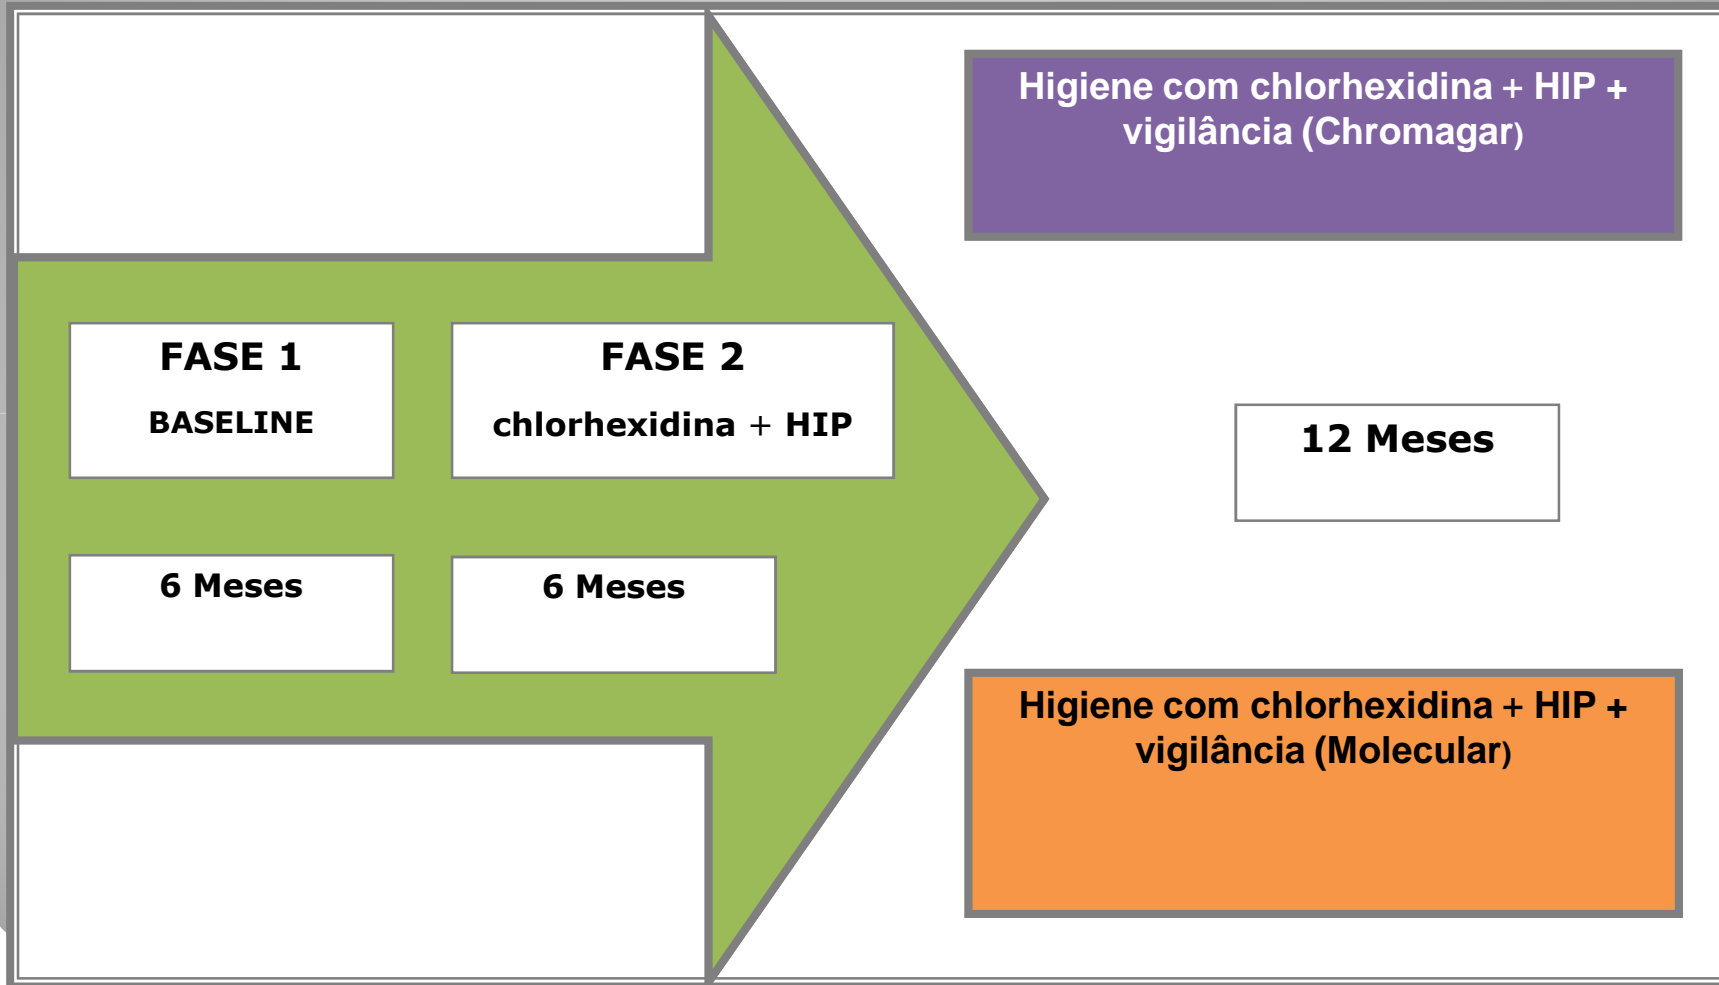 Higiene com chlorhexidina + HIP +
vigilância (Chromagar)
FASE 1
BASELINE
FASE 2
chlorhexidina + HIP
12 Meses
6 Meses
6 Meses
Higiene com chlorhexidina + HIP +
vigilância (Molecular)